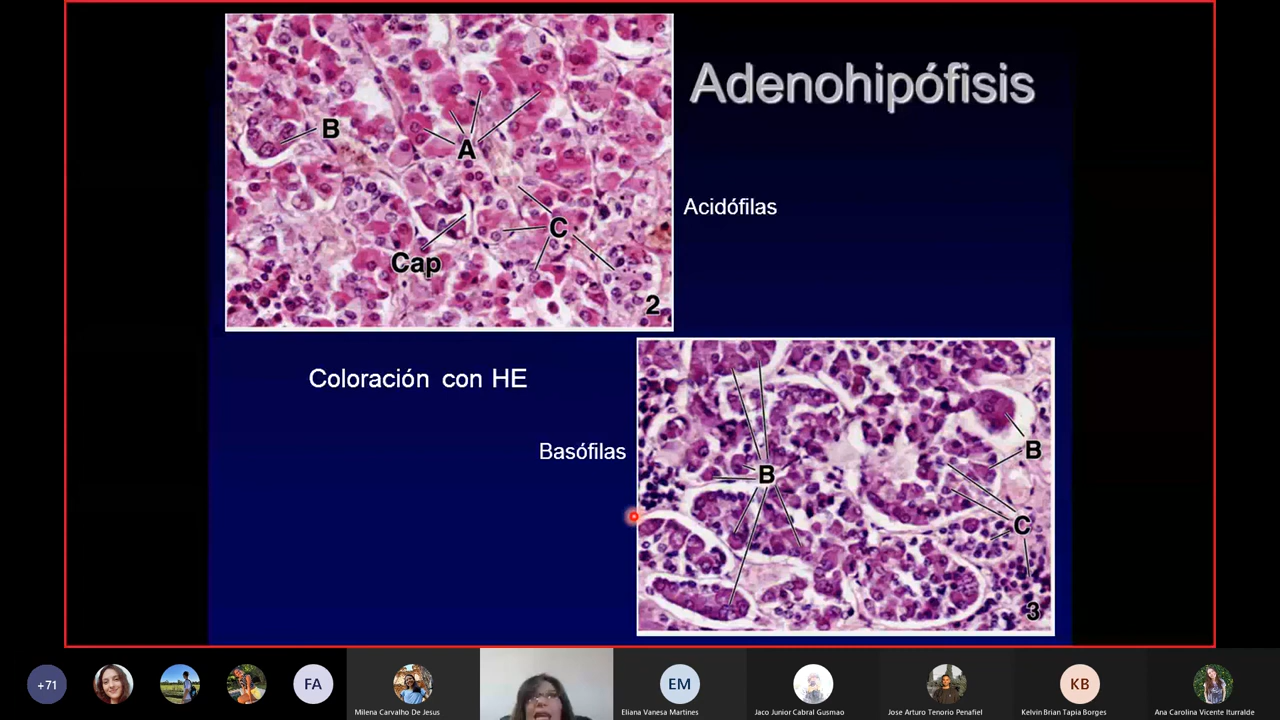 Adenohipófisis
B
A
Acidófilas
C
Cap
2
Coloración con HE
Basófilas
B
B
C
3
+71
FA
EM
KB
Milena Carvalho De Jesus
Eliana Vanesa Martines
Jaco Junior Cabral Gusmao
Jose Arturo Tenorio Penafiel
Kelvin Brian Tapia Borges
Ana Carolina Vicente Iturralde